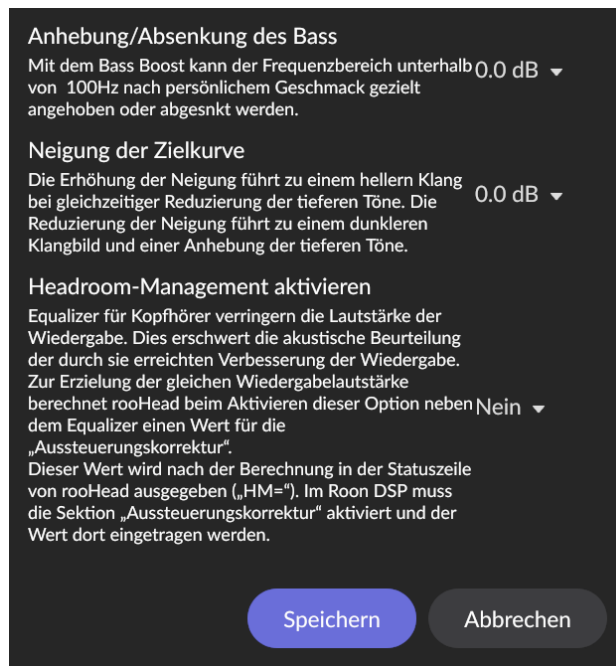 Anhebung/Absenkung des Bass
Mit dem Bass Boost kann der Frequenzbereich unterhalb
von  100Hz nach persönlichem Geschmack gezielt
angehoben oder abgesnkt werden.
0.0 dB
Neigung der Zielkurve
Die Erhöhung der Neigung führt zu einem hellern Klang
bei gleichzeitiger Reduzierung der tieferen Töne. Die
Reduzierung der Neigung führt zu einem dunkleren
Klangbild und einer Anhebung der tieferen Töne.
0.0 dB
Headroom-Management aktivieren
Equalizer für Kopfhörer verringern die Lautstärke der
Wiedergabe. Dies erschwert die akustische Beurteilung
der durch sie erreichten Verbesserung der Wiedergabe.
Zur Erzielung der gleichen Wiedergabelautstärke
berechnet rooHead beim Aktivieren dieser Option neben
dem Equalizer einen Wert für die
„Aussteuerungskorrektur“.
Dieser Wert wird nach der Berechnung in der Statuszeile
von rooHead ausgegeben („HM=“). Im Roon DSP muss
die Sektion „Aussteuerungskorrektur“ aktiviert und der
Wert dort eingetragen werden.
Nein
Speichern
Abbrechen